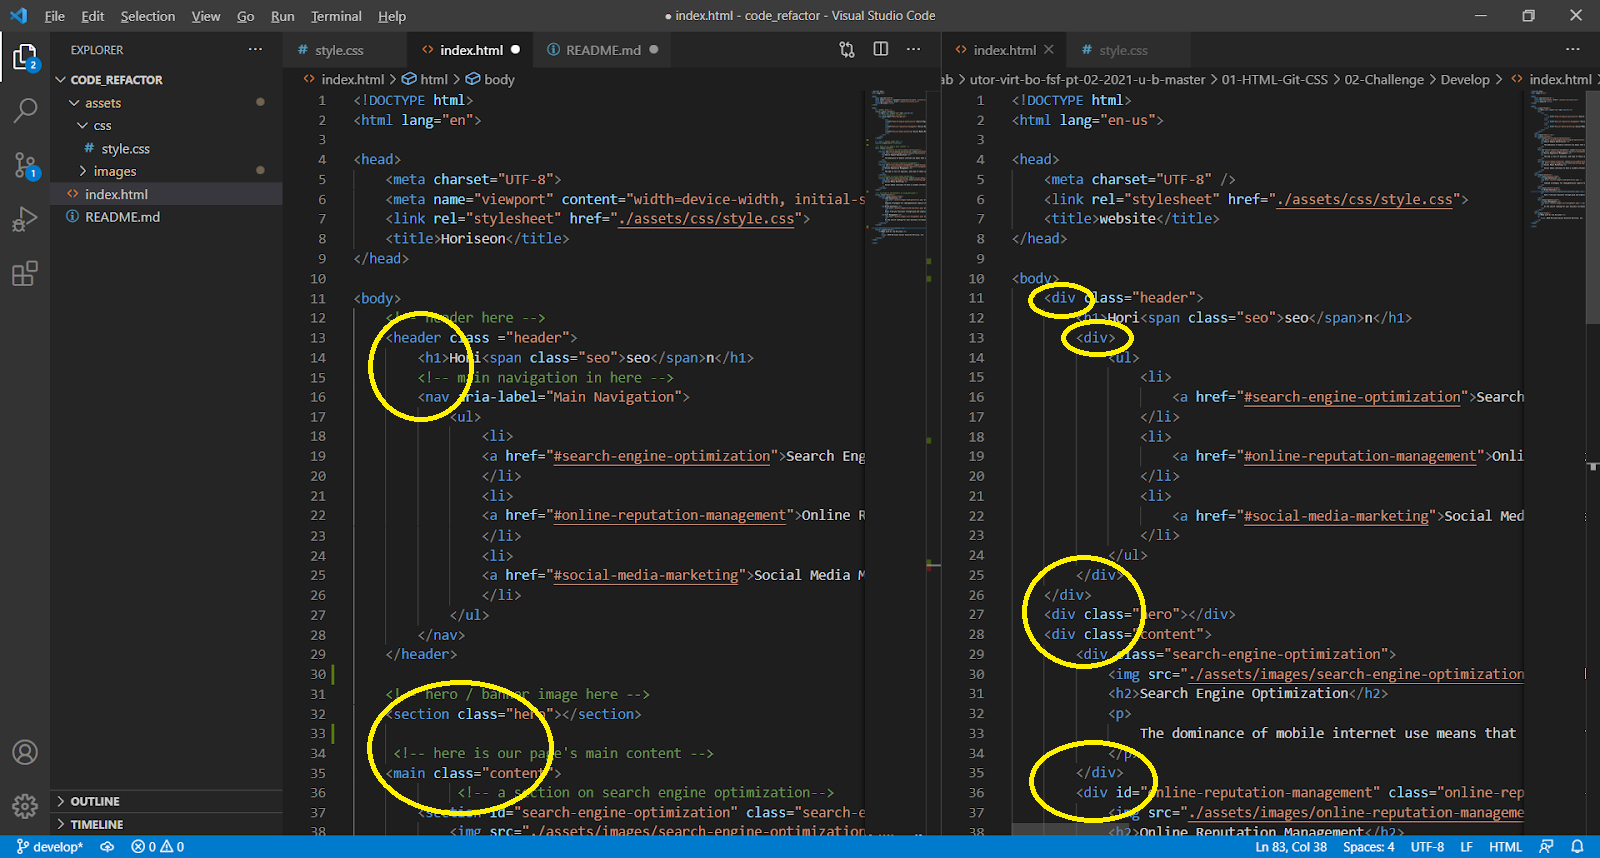 File Edit Selection View Go Run Terminal Help
● index.html - code_refactor - Visual Studio Code
EXPLORER
CODE_REFACTOR
assets
css
# style.css
images
<> index.html
README.md
OUTLINE
TIMELINE
2
1
# style.css
<> index.html ●
README.md ●
<> index.html > html > body
1 <!DOCTYPE html>
2 <html lang="en">
3
4 <head>
5 <meta charset="UTF-8">
6 <meta name="viewport" content="width=device-width, initial-s
7 <link rel="stylesheet" href="./assets/css/style.css">
8 <title>Horiseon</title>
9 </head>
10
11 <body>
12 <!-- header here -->
13 <header class ="header">
14 <h1>Hori<span class="seo">seo</span>n</h1>
15 <!-- main navigation in here -->
16 <nav aria-label="Main Navigation">
17 <ul>
18 <li>
19 <a href="#search-engine-optimization">Search Eng
20 </li>
21 <li>
22 <a href="#online-reputation-management">Online R
23 </li>
24 <li>
25 <a href="#social-media-marketing">Social Media M
26 </li>
27 </ul>
28 </nav>
29 </header>
30
31 <!-- hero / banner image here -->
32 <section class="hero"></section>
33
34 <!-- here is our page's main content -->
35 <main class="content">
36 <!-- a section on search engine optimization-->
37 <section id="search-engine-optimization" class="search-e
38 <img src="./assets/images/search-engine-optimization
<> index.html
# style.css
ab > utor-virt-bo-fsf-pt-02-2021-u-b-master > 01-HTML-Git-CSS > 02-Challenge > Develop > <> index.html >
1 <!DOCTYPE html>
2 <html lang="en-us">
3
4 <head>
5 <meta charset="UTF-8" />
6 <link rel="stylesheet" href="./assets/css/style.css">
7 <title>website</title>
8 </head>
9
10 <body>
11 <div class="header">
12 <h1>Hori<span class="seo">seo</span>n</h1>
13 <div>
14 <ul>
15 <li>
16 <a href="#search-engine-optimization">Search
17 </li>
18 <li>
19 <a href="#online-reputation-management">Onli
20 </li>
21 <li>
22 <a href="#social-media-marketing">Social Med
23 </li>
24 </ul>
25 </div>
26 </div>
27 <div class="hero"></div>
28 <div class="content">
29 <div class="search-engine-optimization">
30 <img src="./assets/images/search-engine-optimization
31 <h2>Search Engine Optimization</h2>
32 <p>
33 The dominance of mobile internet use means that
34 </p>
35 </div>
36 <div id="online-reputation-management" class="online-rep
37 <img src="./assets/images/online-reputation-manageme
38 <h2>Online Reputation Management</h2>
develop* 0 0
Ln 83, Col 38 Spaces: 4 UTF-8 LF HTML